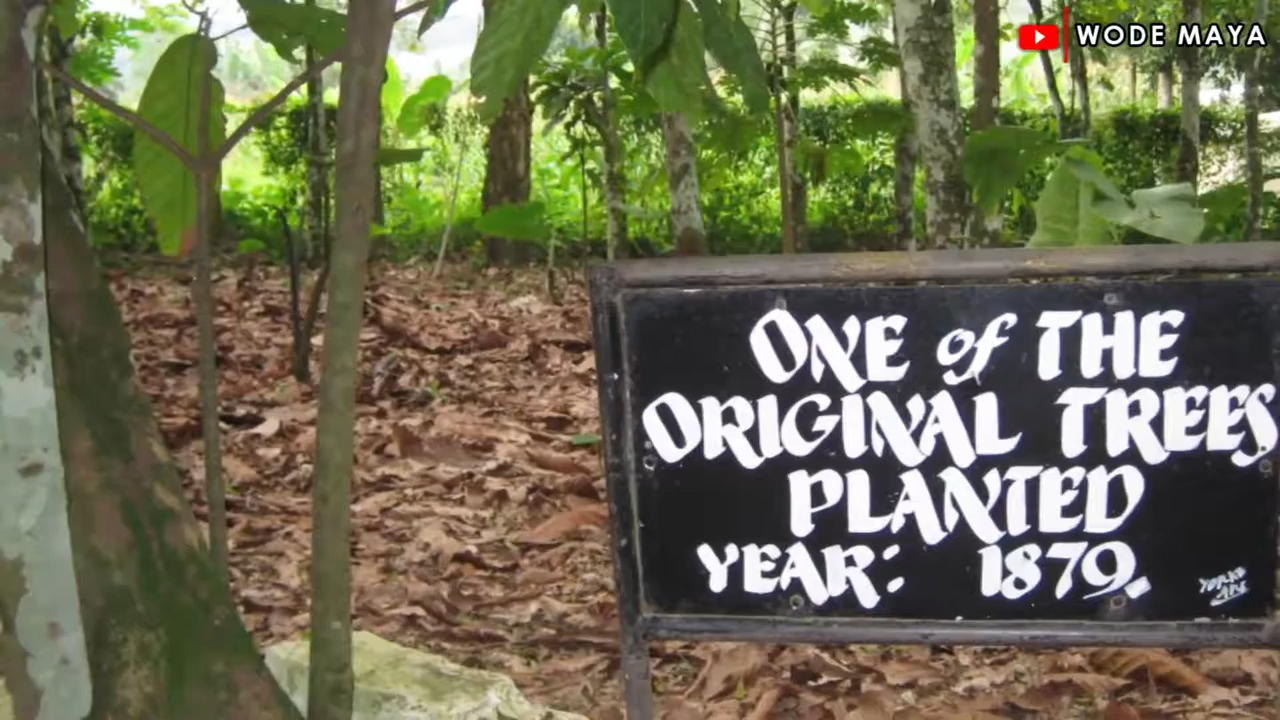 WODE MAYA
ONE of THE
ORIGINAL TREES
PLANTED
YEAR: 1879.